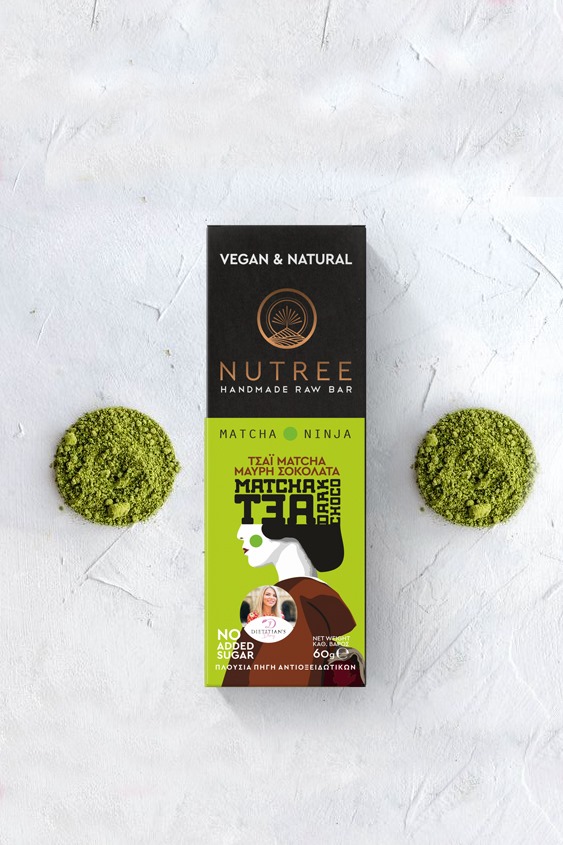 VEGAN & NATURAL
NUTREE
HANDMADE RAW BAR
MATCHA NINJA
ΤΣΑΪ MATCHA
ΜΑΥΡΗ ΣΟΚΟΛΑΤΑ
MATCHA
TEA
DARK
CHOCO
DIETITIAN'S
NO
ADDED
SUGAR
NET WEIGHT
ΚΑΘ. ΒΑΡΟΣ
60g℮
ΠΛΟΥΣΙΑ ΠΗΓΗ ΑΝΤΙΟΞΕΙΔΩΤΙΚΩΝ